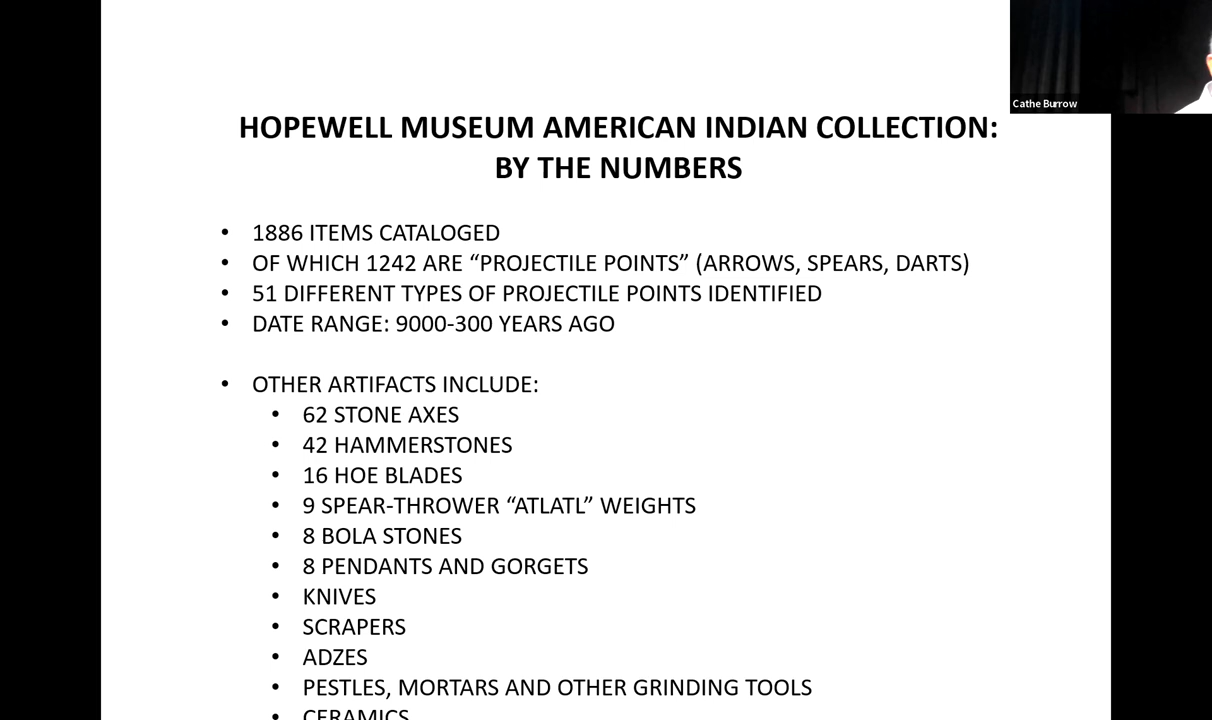 Cathe Burrow
HOPEWELL MUSEUM AMERICAN INDIAN COLLECTION:
BY THE NUMBERS
• 1886 ITEMS CATALOGED
• OF WHICH 1242 ARE “PROJECTILE POINTS” (ARROWS, SPEARS, DARTS)
• 51 DIFFERENT TYPES OF PROJECTILE POINTS IDENTIFIED
• DATE RANGE: 9000-300 YEARS AGO
• OTHER ARTIFACTS INCLUDE:
• 62 STONE AXES
• 42 HAMMERSTONES
• 16 HOE BLADES
• 9 SPEAR-THROWER “ATLATL” WEIGHTS
• 8 BOLA STONES
• 8 PENDANTS AND GORGETS
• KNIVES
• SCRAPERS
• ADZES
• PESTLES, MORTARS AND OTHER GRINDING TOOLS
• CERAMICS